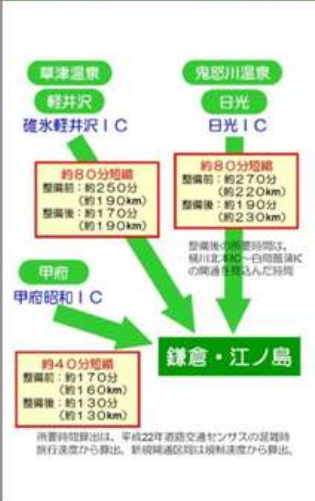 草津温泉
軽井沢
碓氷軽井沢IC
鬼怒川温泉
日光
日光IC
約80分短縮
整備前：約250分
（約190km）
整備後：約170分
（約190km）
約80分短縮
整備前：約270分
（約220km）
整備後：約190分
（約230km）
整備後の所要時間は、
桶川北本IC～白岡菖蒲IC
の開通を見込んだ時間
甲府
甲府昭和IC
鎌倉・江ノ島
約40分短縮
整備前：約170分
（約160km）
整備後：約130分
（約130km）
所要時間算出は、平成22年道路交通センサスの混雑時
旅行速度から算出。新規開通区間は規制速度から算出。